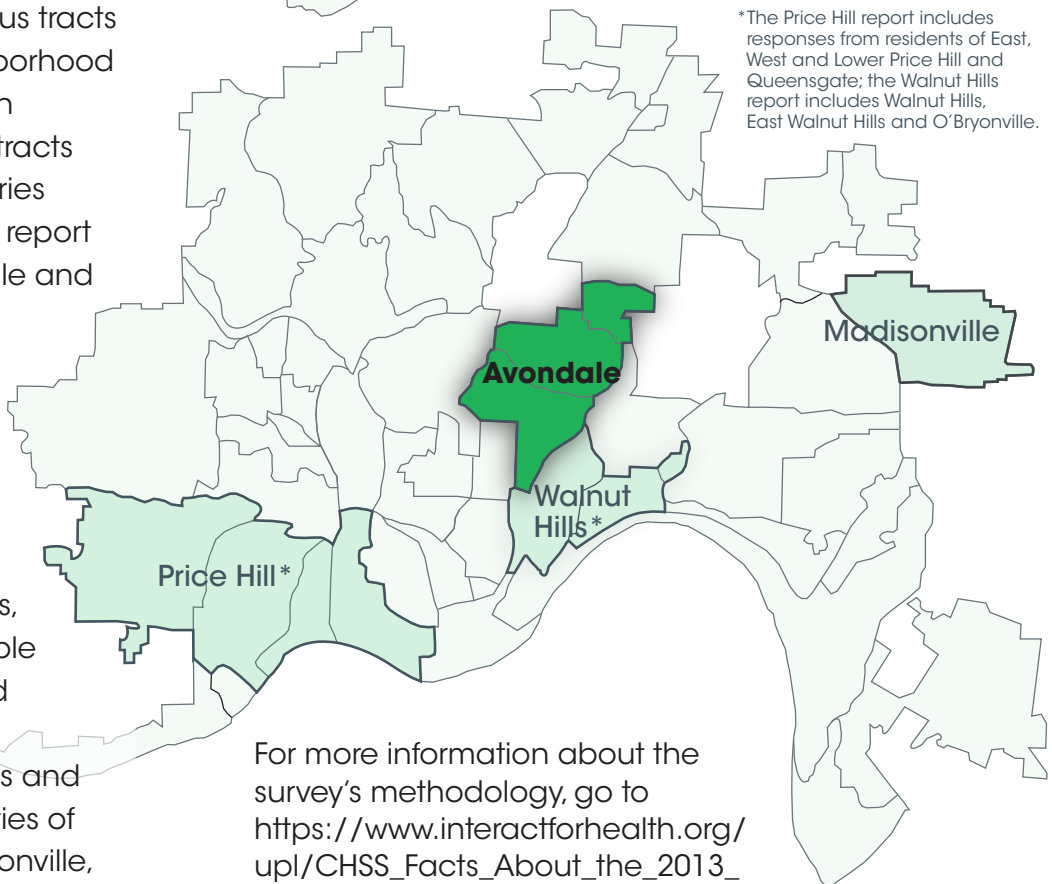 us tracts
borhood
n
tracts
ries
report
le and
s,
ble
d
s and
ries of
onville,
*The Price Hill report includes
responses from residents of East,
West and Lower Price Hill and
Queensgate; the Walnut Hills
report includes Walnut Hills,
East Walnut Hills and O’Bryonville.
Madisonville
Avondale
Walnut
Hills*
Price Hill*
For more information about the
survey’s methodology, go to
https://www.interactforhealth.org/
upl/CHSS_Facts_About_the_2013_